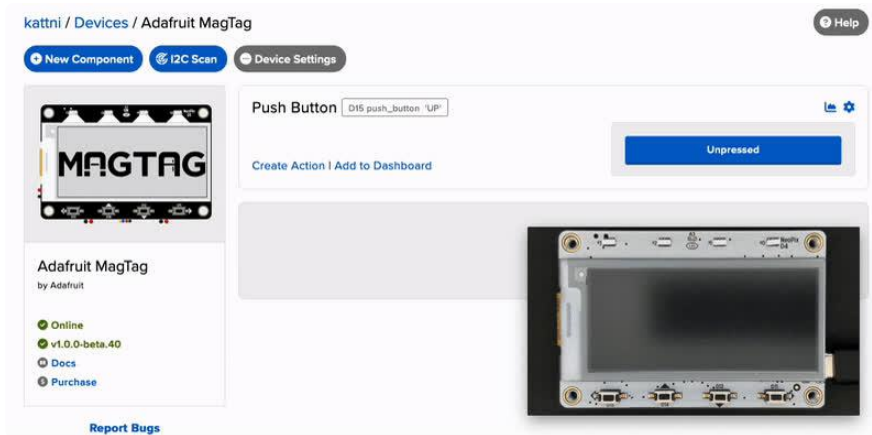 kattni / Devices / Adafruit MagTag
Help
New Component
I2C Scan
Device Settings
Push Button
D15 push_button 'UP'
Unpressed
Create Action | Add to Dashboard
MAGTAG
Adafruit MagTag
by Adafruit
Online
v1.0.0-beta.40
Docs
Purchase
Report Bugs